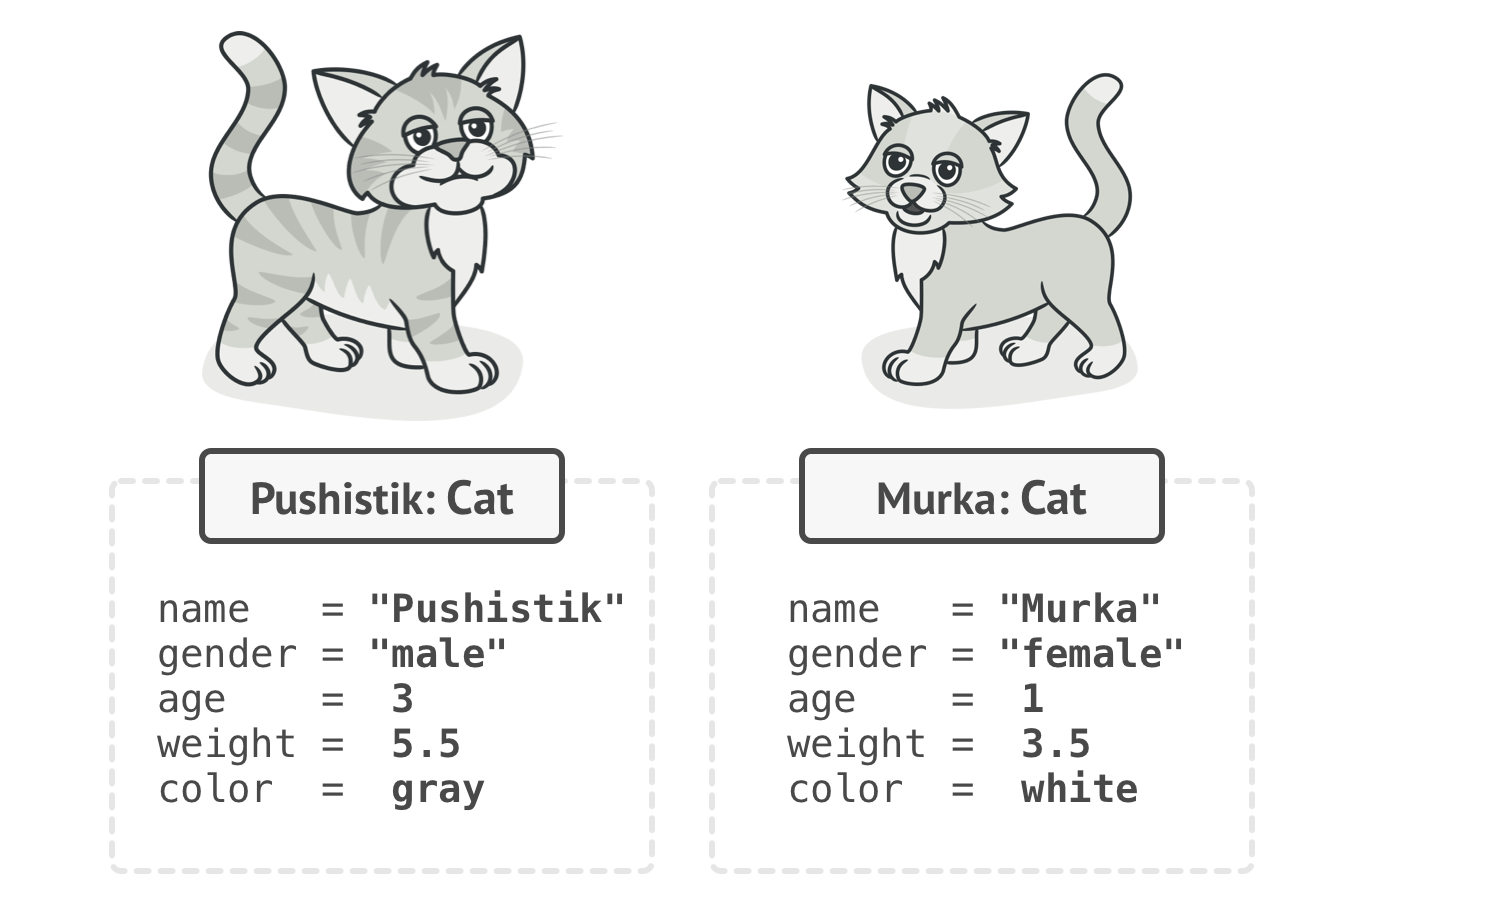 Pushistik: Cat
name = "Pushistik"
gender = "male"
age = 3
weight = 5.5
color = gray
Murka: Cat
name = "Murka"
gender = "female"
age = 1
weight = 3.5
color = white